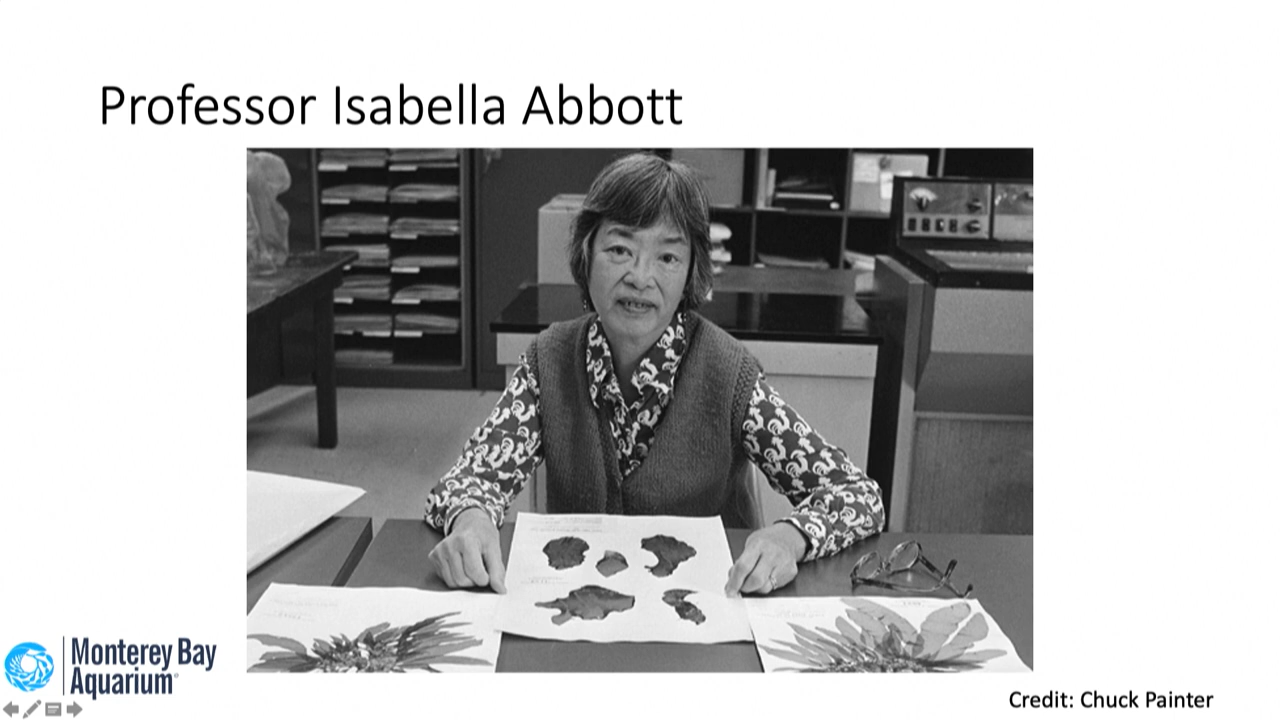 Professor Isabella Abbott
Monterey Bay
Aquarium
Credit: Chuck Painter